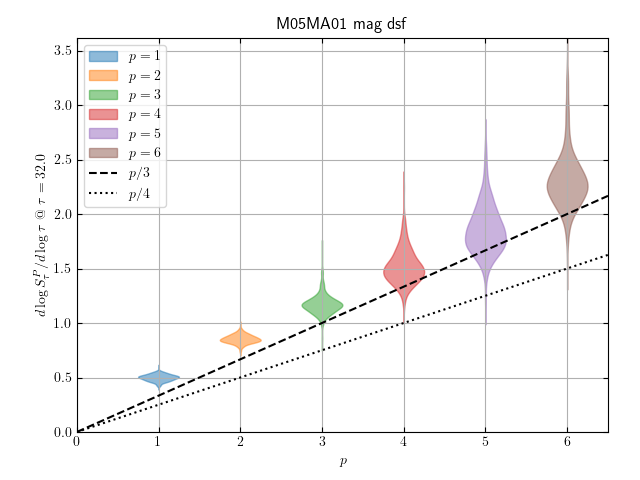 M05MA01 mag dsf
d log S_τ^P / d log τ @ τ = 32.0
3.5
3.0
2.5
2.0
1.5
1.0
0.5
0.0
p = 1
p = 2
p = 3
p = 4
p = 5
p = 6
p/3
p/4
0 1 2 3 4 5 6
p